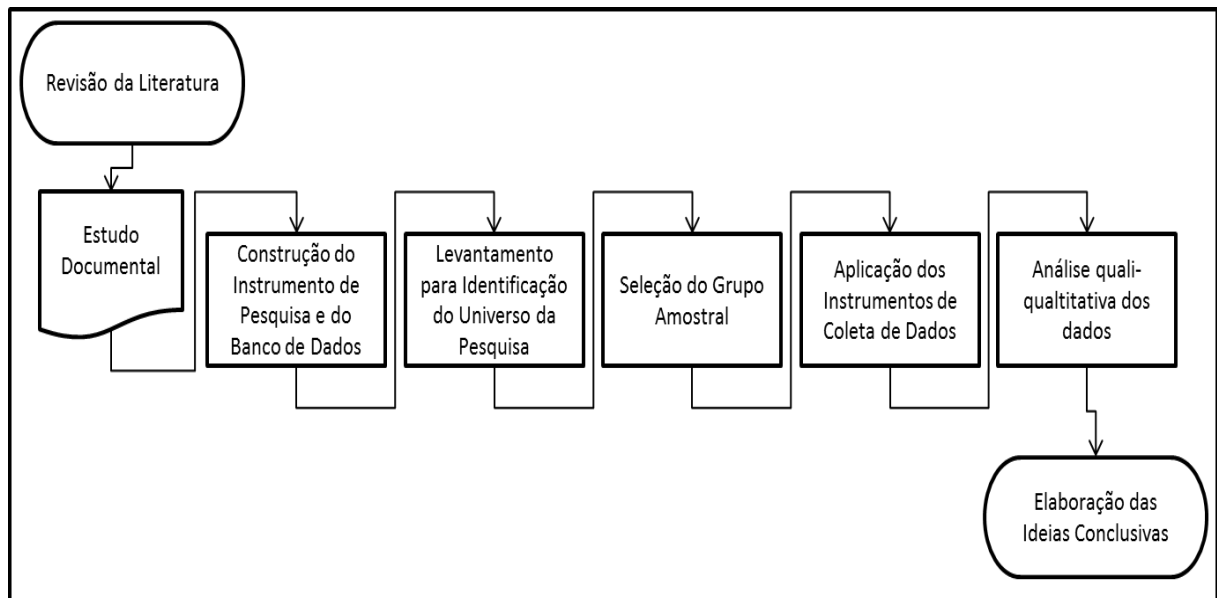 Revisão da Literatura
Estudo
Documental
Construção do
Instrumento de
Pesquisa e do
Banco de Dados
Levantamento
para Identificação
do Universo da
Pesquisa
Seleção do Grupo
Amostral
Aplicação dos
Instrumentos de
Coleta de Dados
Análise quali-
qualtitativa dos
dados
Elaboração das
Ideias Conclusivas